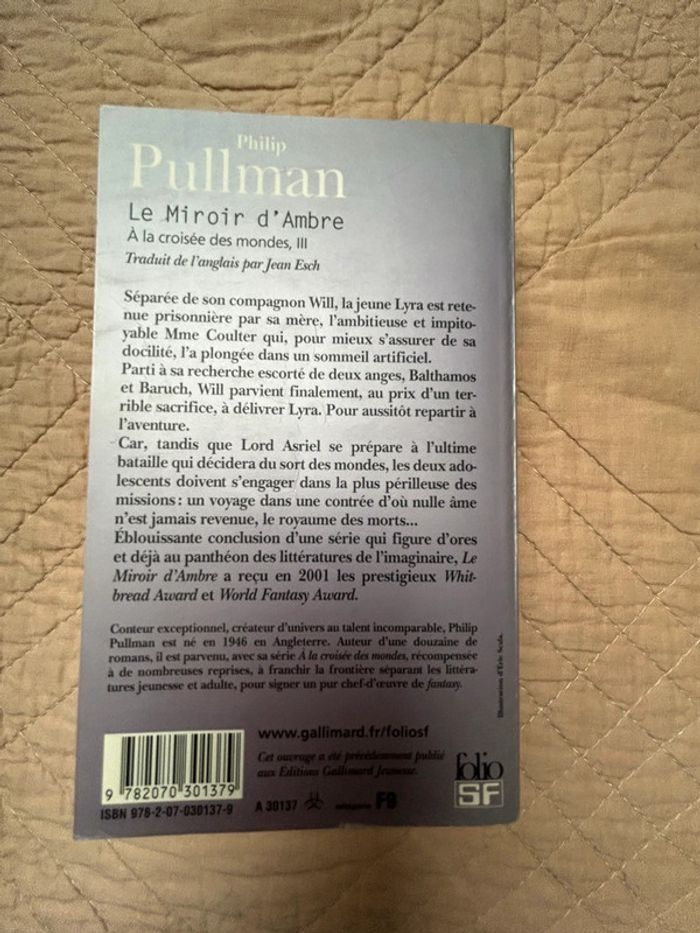 Philip
Pullman
Le Miroir d'Ambre
À la croisée des mondes, III
Traduit de l'anglais par Jean Esch
Séparée de son compagnon Will, la jeune Lyra est rete-
nue prisonnière par sa mère, l'ambitieuse et impito-
yable Mme Coulter qui, pour mieux s'assurer de sa
docilité, l'a plongée dans un sommeil artificiel.
Parti à sa recherche escorté de deux anges, Balthamos
et Baruch, Will parvient finalement, au prix d'un ter-
rible sacrifice, à délivrer Lyra. Pour aussitôt repartir à
l'aventure.
Car, tandis que Lord Asriel se prépare à l'ultime
bataille qui décidera du sort des mondes, les deux ado-
lescents doivent s'engager dans la plus périlleuse des
missions : un voyage dans une contrée d'où nulle âme
n'est jamais revenue, le royaume des morts...
Éblouissante conclusion d'une série qui figure d'ores
et déjà au panthéon des littératures de l'imaginaire, Le
Miroir d'Ambre a reçu en 2001 les prestigieux Whit-
bread Award et World Fantasy Award.
Conteur exceptionnel, créateur d'univers au talent incomparable, Philip
Pullman est né en 1946 en Angleterre. Auteur d'une douzaine de
romans, il est parvenu, avec sa série À la croisée des mondes, récompensée
à de nombreuses reprises, à franchir la frontière séparant les littéra-
tures jeunesse et adulte, pour signer un pur chef-d'œuvre de fantasy.
Illustration d'Eric Scala.
www.gallimard.fr/foliosf
Cet ouvrage a été précédemment publié
aux Editions Gallimard Jeunesse.
folio
SF
9 782070 301379
ISBN 978-2-07-030137-9
A 30137
catégorie F9